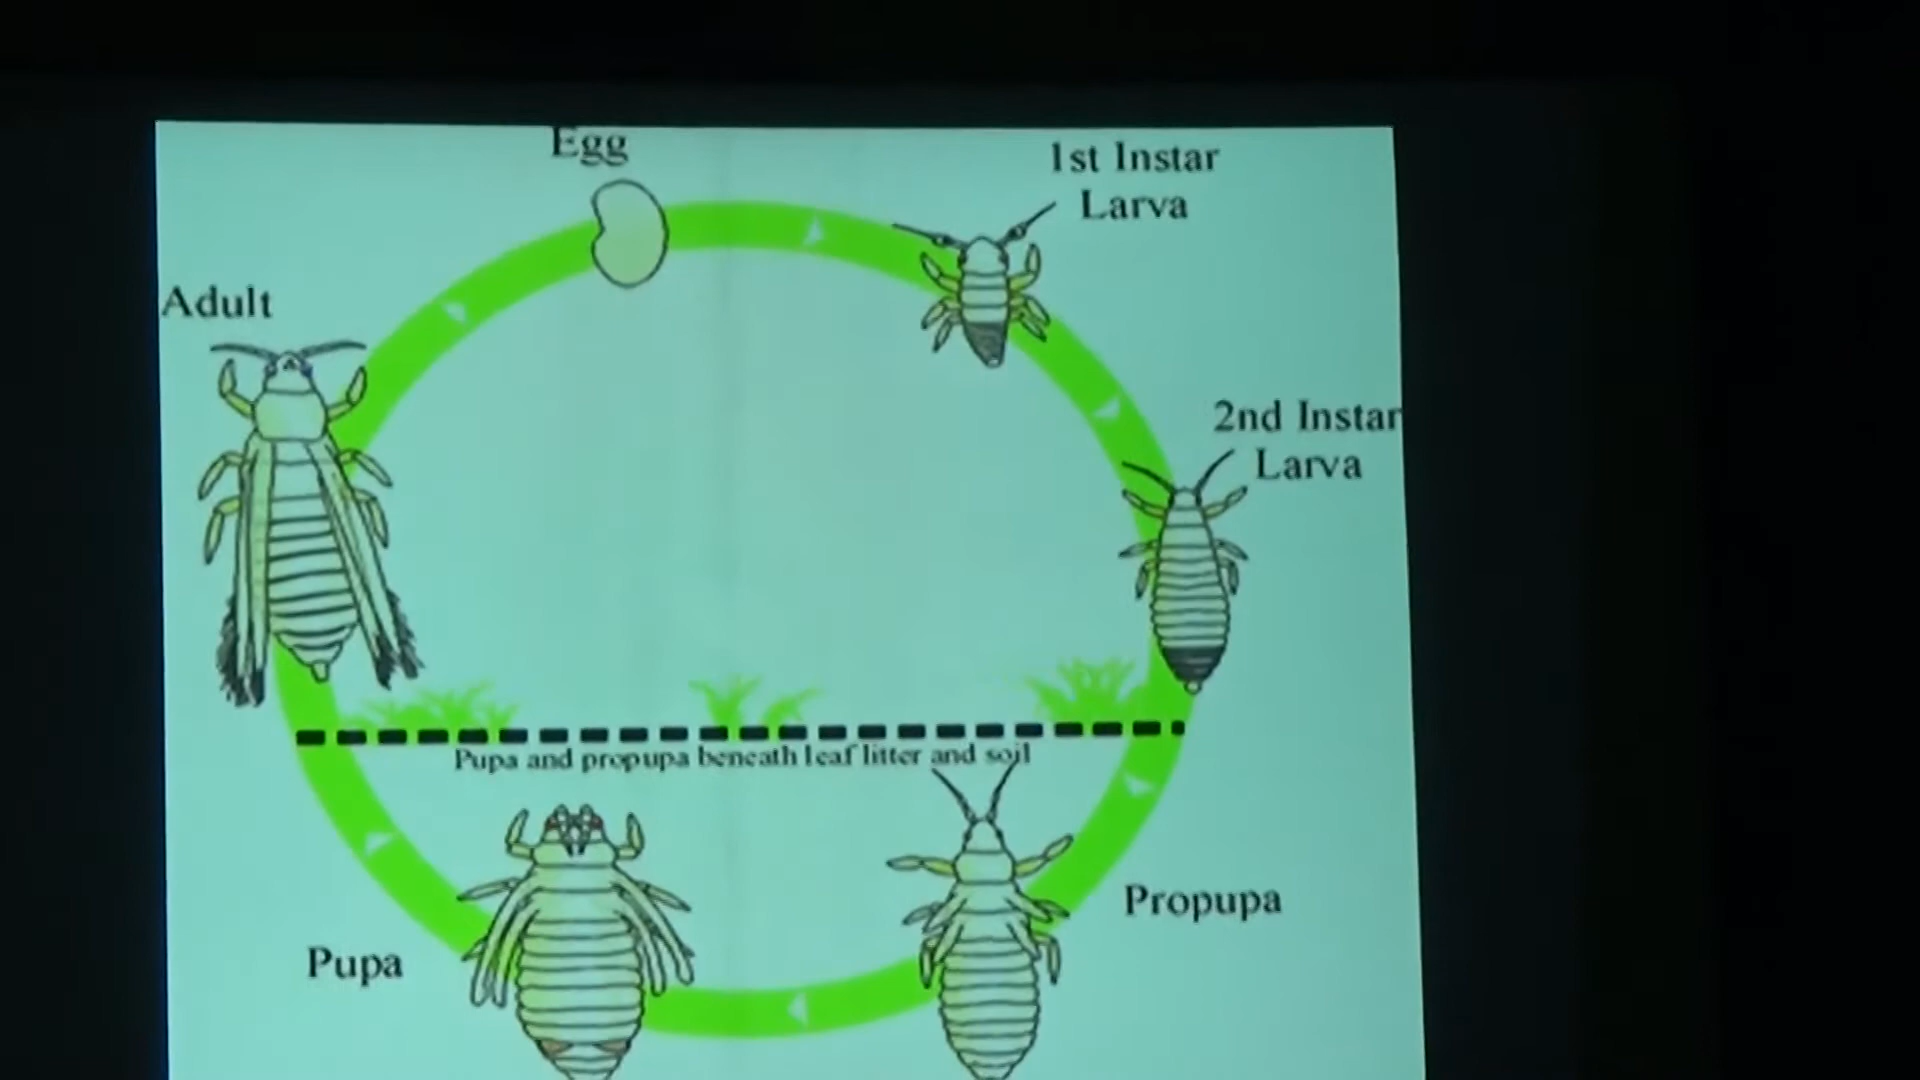 Egg
1st Instar
Larva
Adult
2nd Instar
Larva
Pupa and propupa beneath leaf litter and soil
Propupa
Pupa